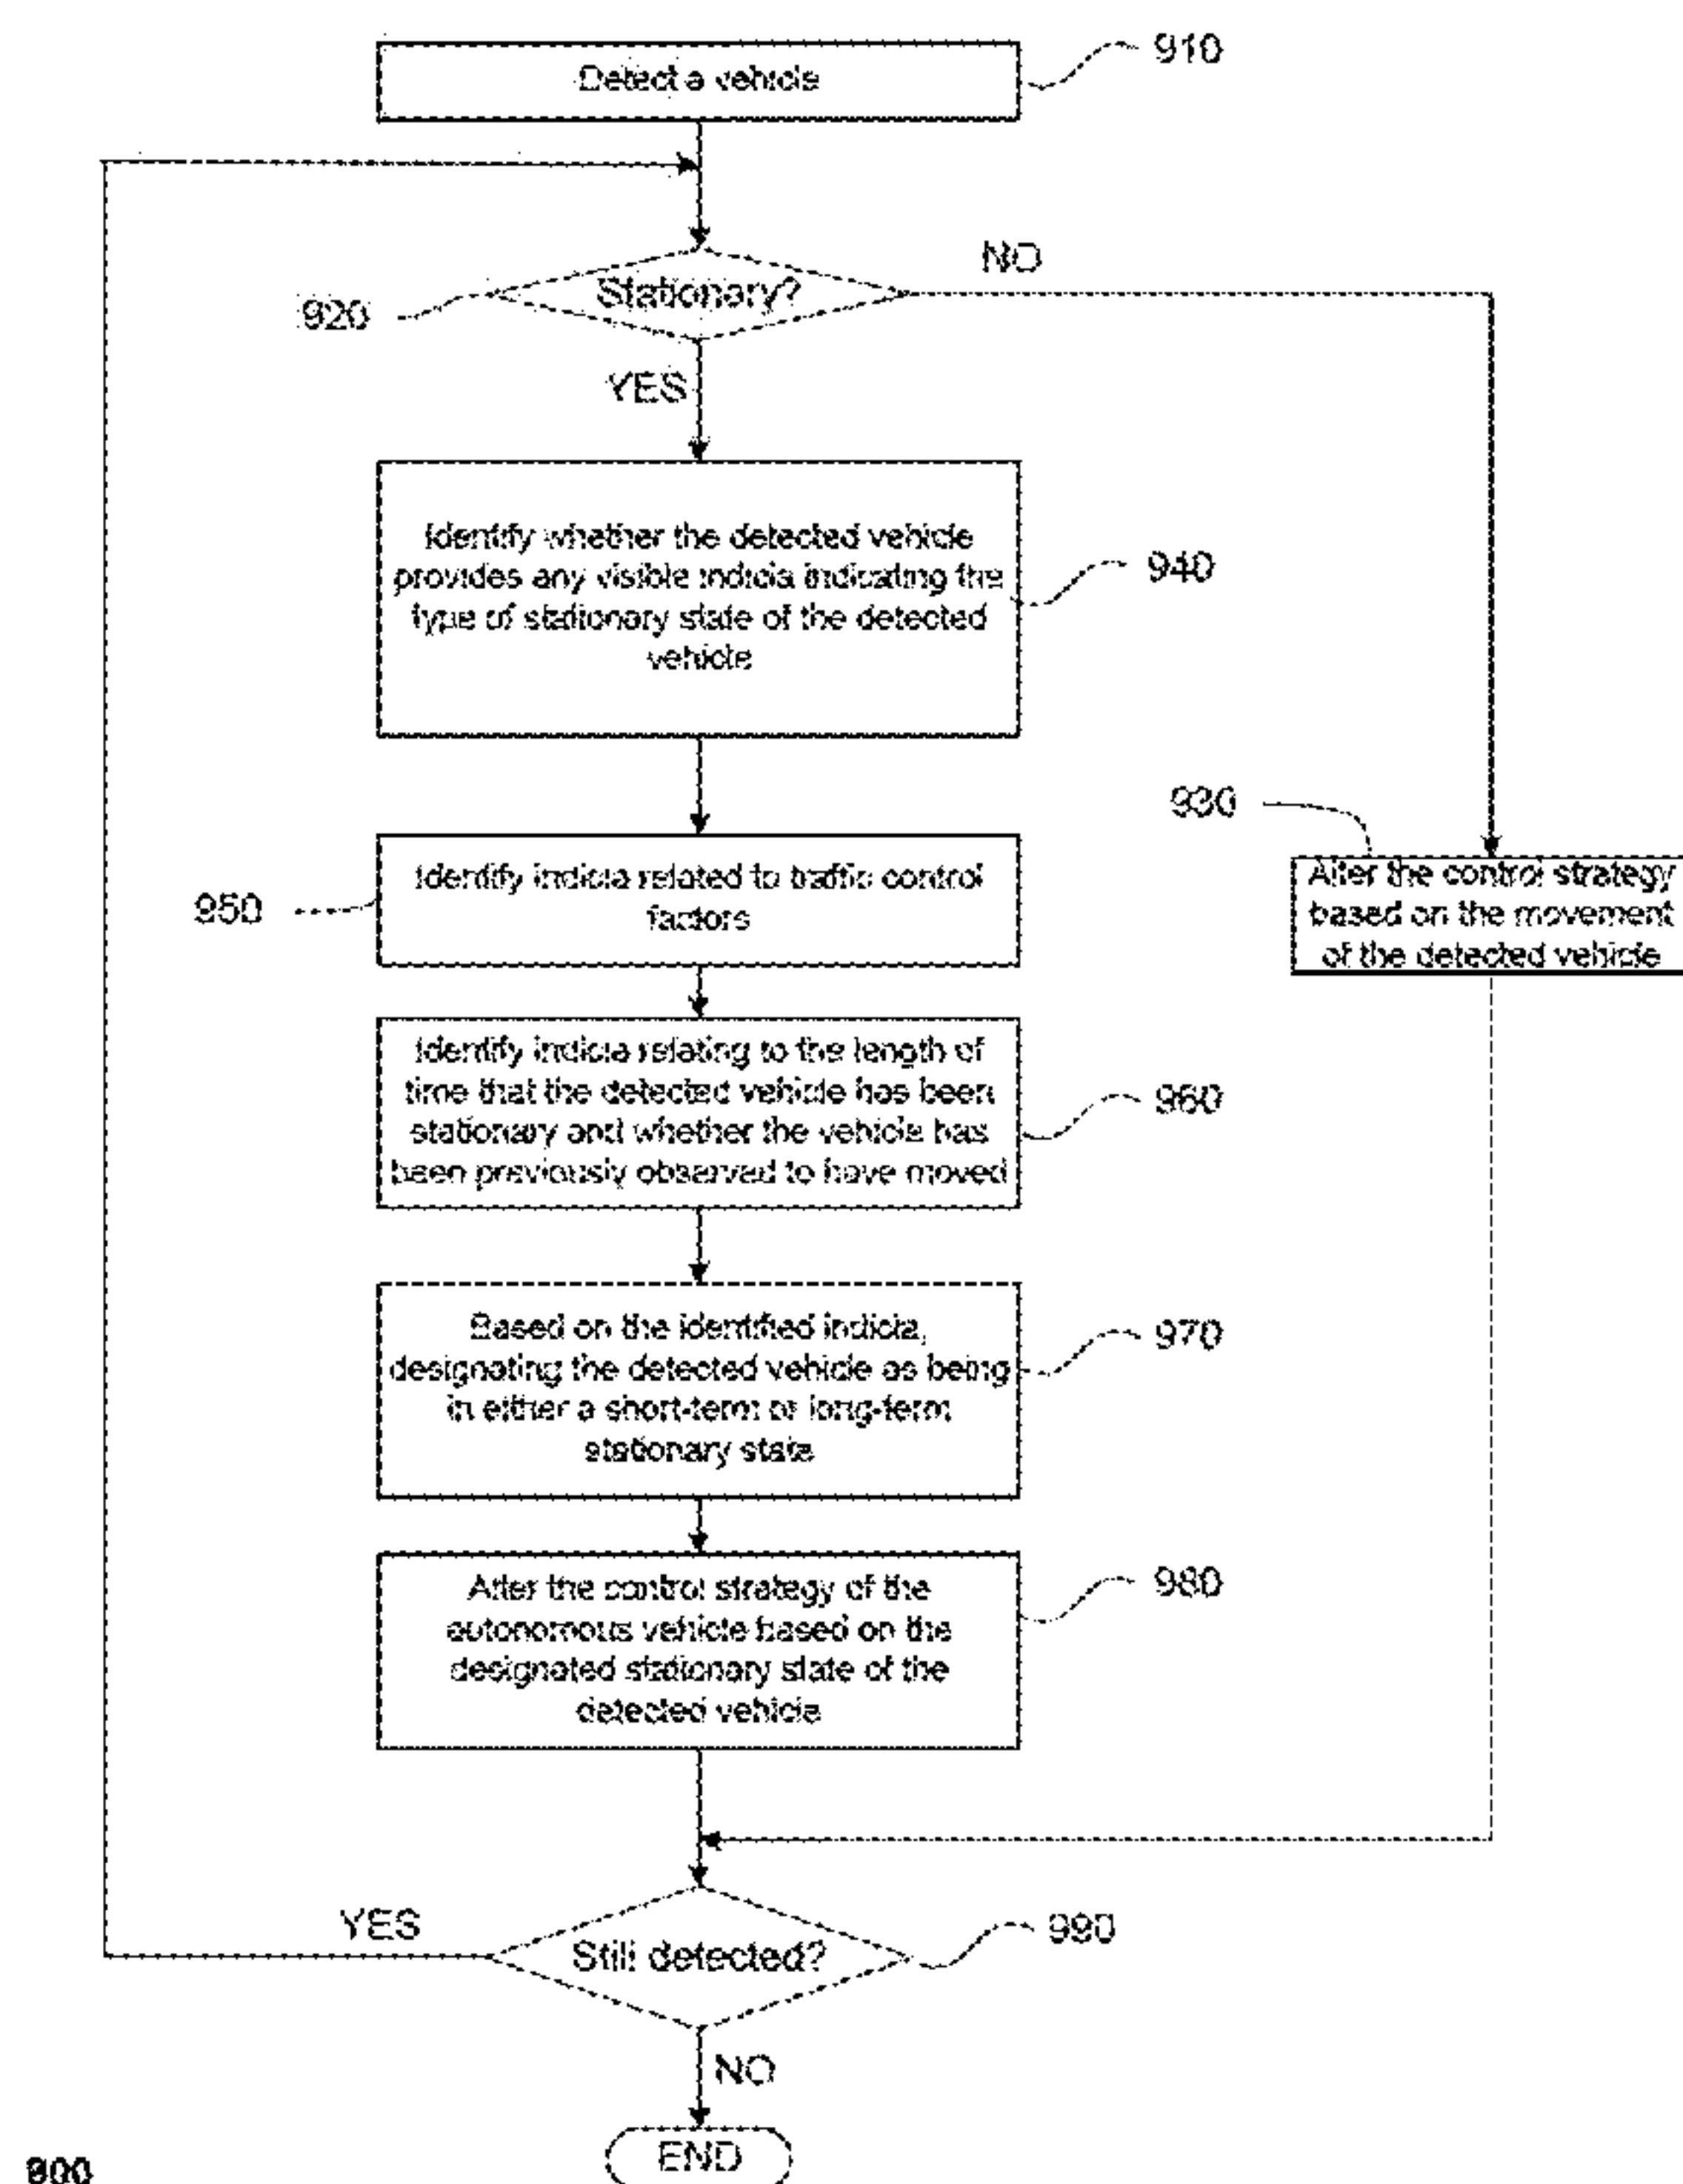 Detect a vehicle
910
Stationary?
NO
920
YES
Identify whether the detected vehicle
provides any visible indicia indicating the
type of stationary state of the detected
vehicle
940
930
Alter the control strategy
based on the movement
of the detected vehicle
Identify indicia related to traffic control
factors
950
Identify indicia relating to the length of
time that the detected vehicle has been
stationary and whether the vehicle has
been previously observed to have moved
960
Based on the identified indicia,
designating the detected vehicle as being
in either a short-term or long-term
stationary state
970
Alter the control strategy of the
autonomous vehicle based on the
designated stationary state of the
detected vehicle
980
YES
Still detected?
990
NO
END
900